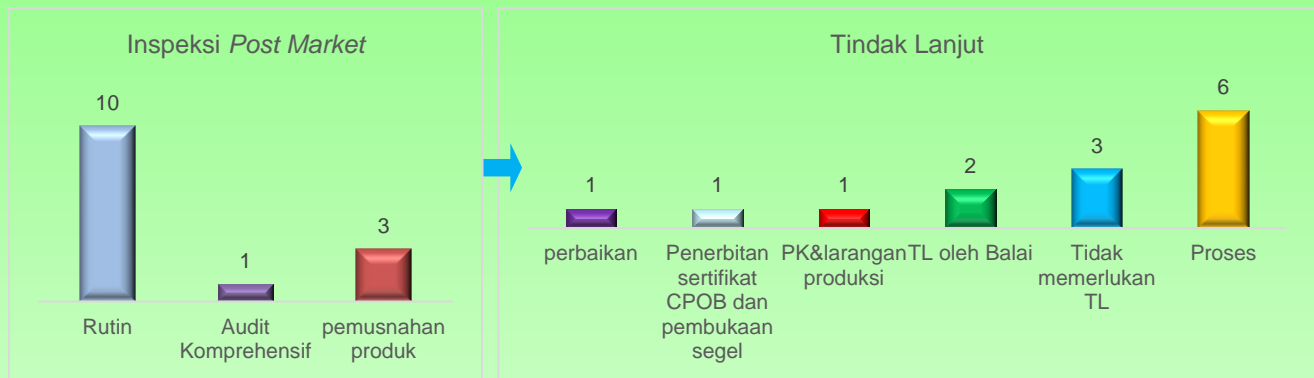 Inspeksi Post Market
10
1
3
Rutin
Audit
Komprehensif
pemusnahan
produk
Tindak Lanjut
1
1
1
2
3
6
perbaikan
Penerbitan
sertifikat
CPOB dan
pembukaan
segel
PK&larangan
produksi
TL oleh Balai
Tidak
memerlukan
TL
Proses